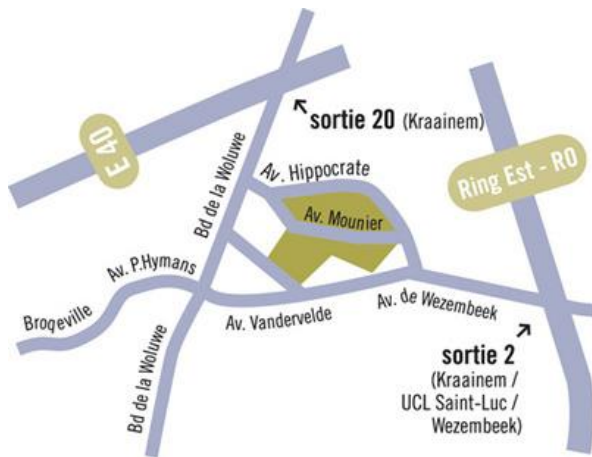 E 40
sortie 20 (Kraainem)
Ring Est - RO
Bd de la Woluwe
Av. Hippocrate
Av. Mounier
Av. P.Hymans
Broqeville
Av. Vandervelde
Av. de Wezembeek
Bd de la Woluwe
sortie 2
(Kraainem /
UCL Saint-Luc /
Wezembeek)